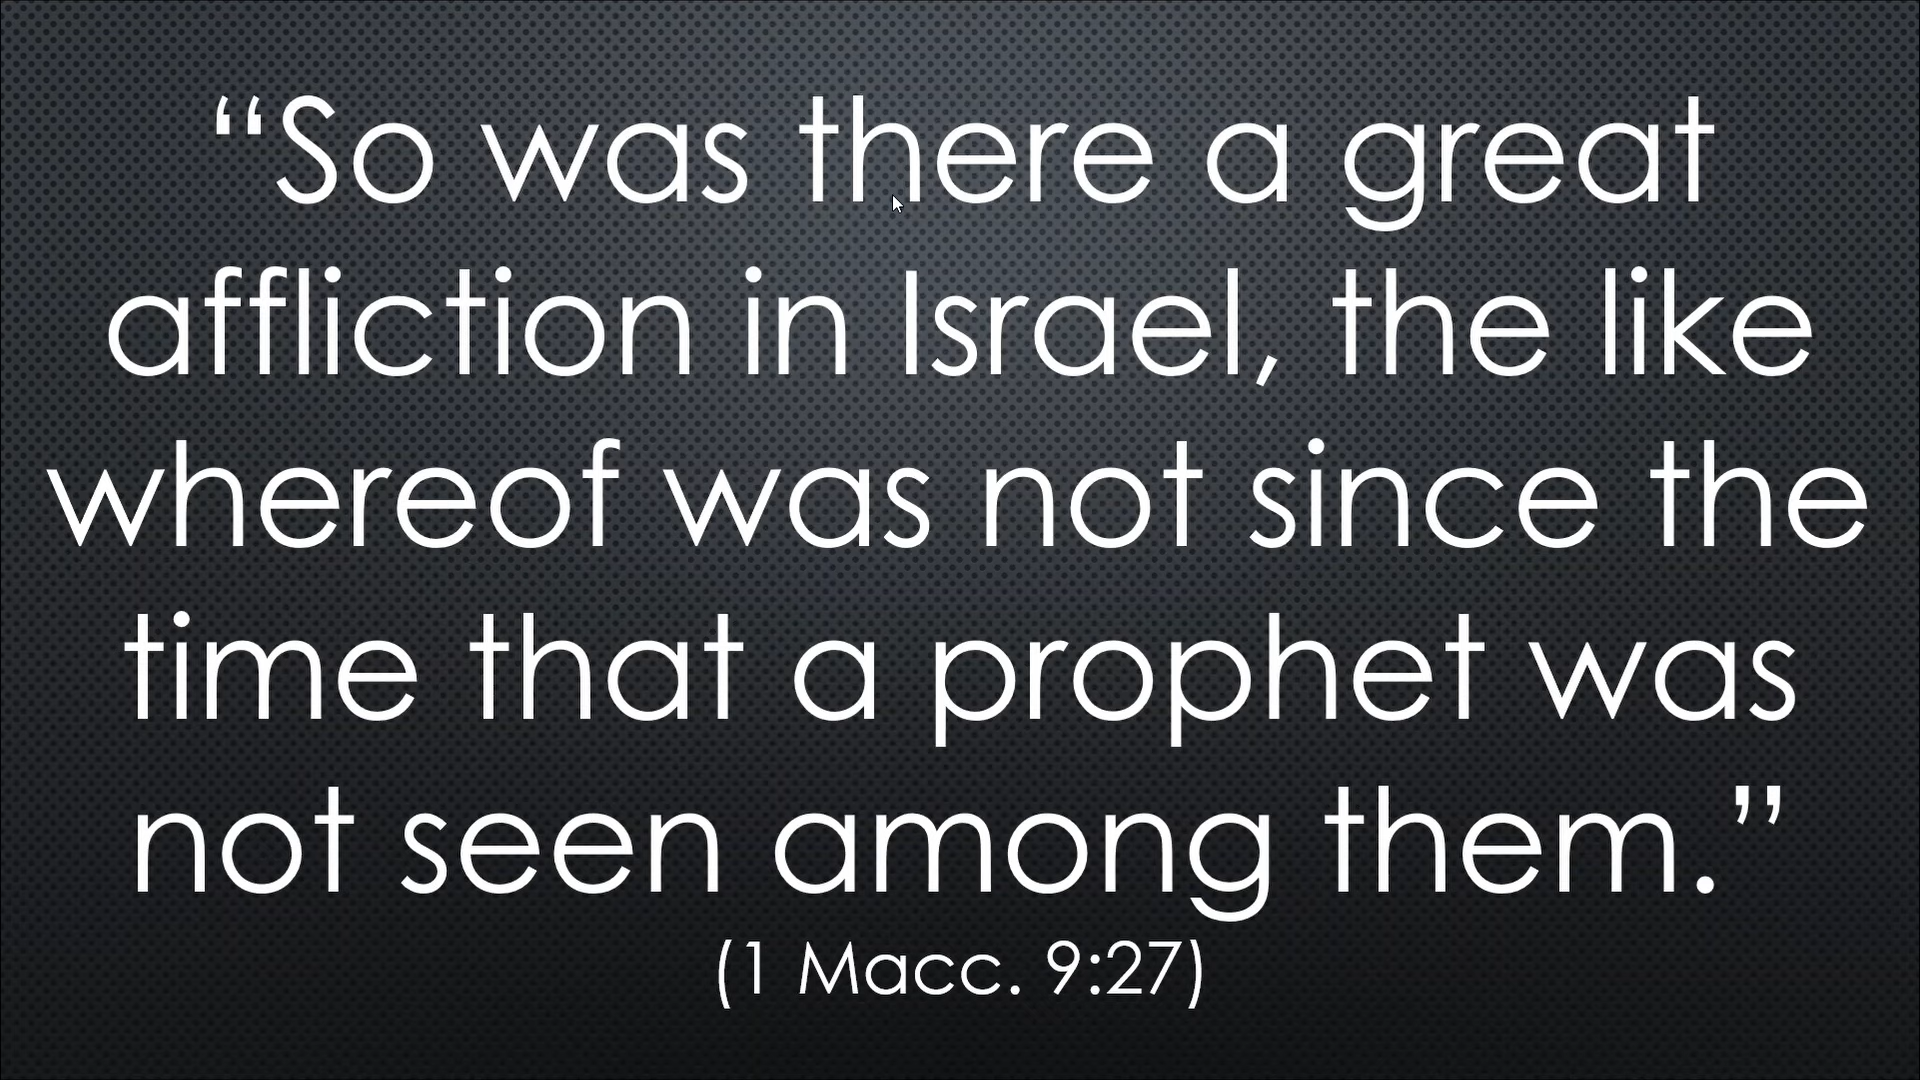 “So was there a great
affliction in Israel, the like
whereof was not since the
time that a prophet was
not seen among them.”
(1 Macc. 9:27)